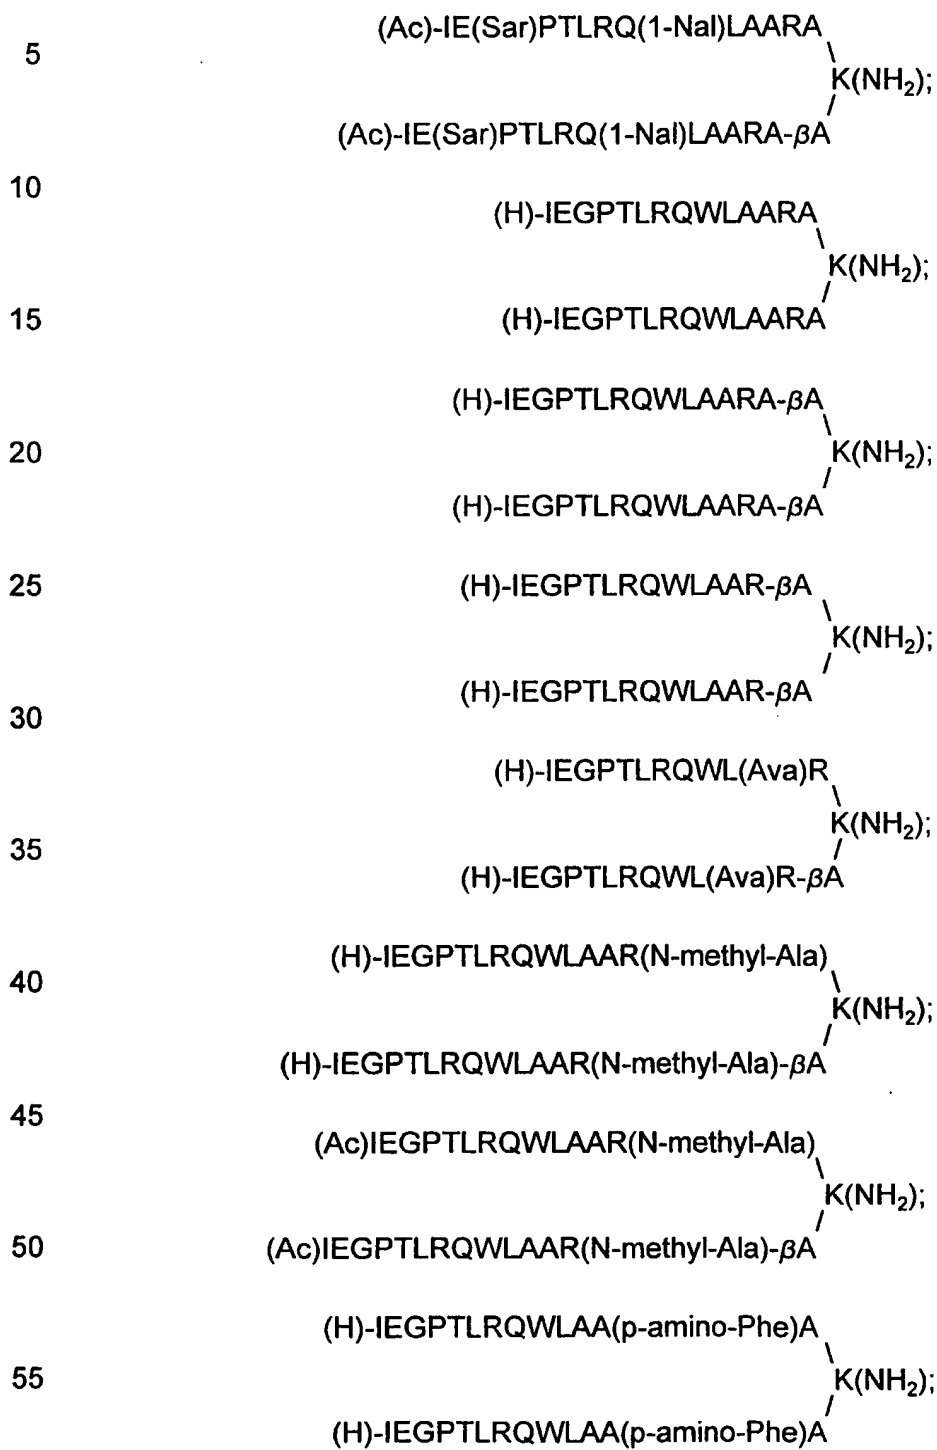 (Ac)-IE(Sar)PTLRQ(1-Nal)LAARA
5
K(NH₂);
(Ac)-IE(Sar)PTLRQ(1-Nal)LAARA-βA
10
(H)-IEGPTLRQWLAARA
K(NH₂);
15 (H)-IEGPTLRQWLAARA
(H)-IEGPTLRQWLAARA-βA
20 K(NH₂);
(H)-IEGPTLRQWLAARA-βA
25 (H)-IEGPTLRQWLAAR-βA
K(NH₂);
(H)-IEGPTLRQWLAAR-βA
30
(H)-IEGPTLRQWL(Ava)R
K(NH₂);
35
(H)-IEGPTLRQWL(Ava)R-βA
(H)-IEGPTLRQWLAAR(N-methyl-Ala)
40
K(NH₂);
(H)-IEGPTLRQWLAAR(N-methyl-Ala)-βA
45
(Ac)IEGPTLRQWLAAR(N-methyl-Ala)
K(NH₂);
50 (Ac)IEGPTLRQWLAAR(N-methyl-Ala)-βA
(H)-IEGPTLRQWLAA(p-amino-Phe)A
55 K(NH₂);
(H)-IEGPTLRQWLAA(p-amino-Phe)A